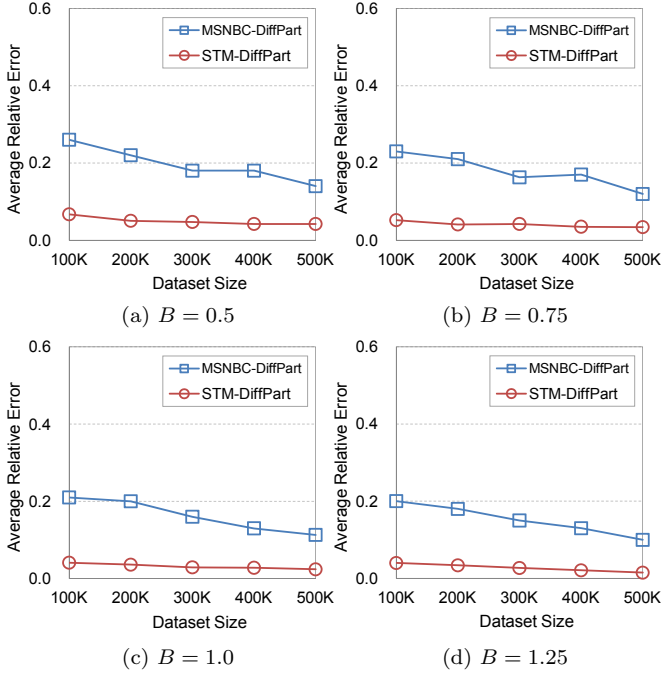 0.6
MSNBC-DiffPart
STM-DiffPart
0.4
0.2
0.0
Average Relative Error
100K 200K 300K 400K 500K
Dataset Size
(a) B = 0.5
0.6
MSNBC-DiffPart
STM-DiffPart
0.4
0.2
0.0
Average Relative Error
100K 200K 300K 400K 500K
Dataset Size
(b) B = 0.75
0.6
MSNBC-DiffPart
STM-DiffPart
0.4
0.2
0.0
Average Relative Error
100K 200K 300K 400K 500K
Dataset Size
(c) B = 1.0
0.6
MSNBC-DiffPart
STM-DiffPart
0.4
0.2
0.0
Average Relative Error
100K 200K 300K 400K 500K
Dataset Size
(d) B = 1.25